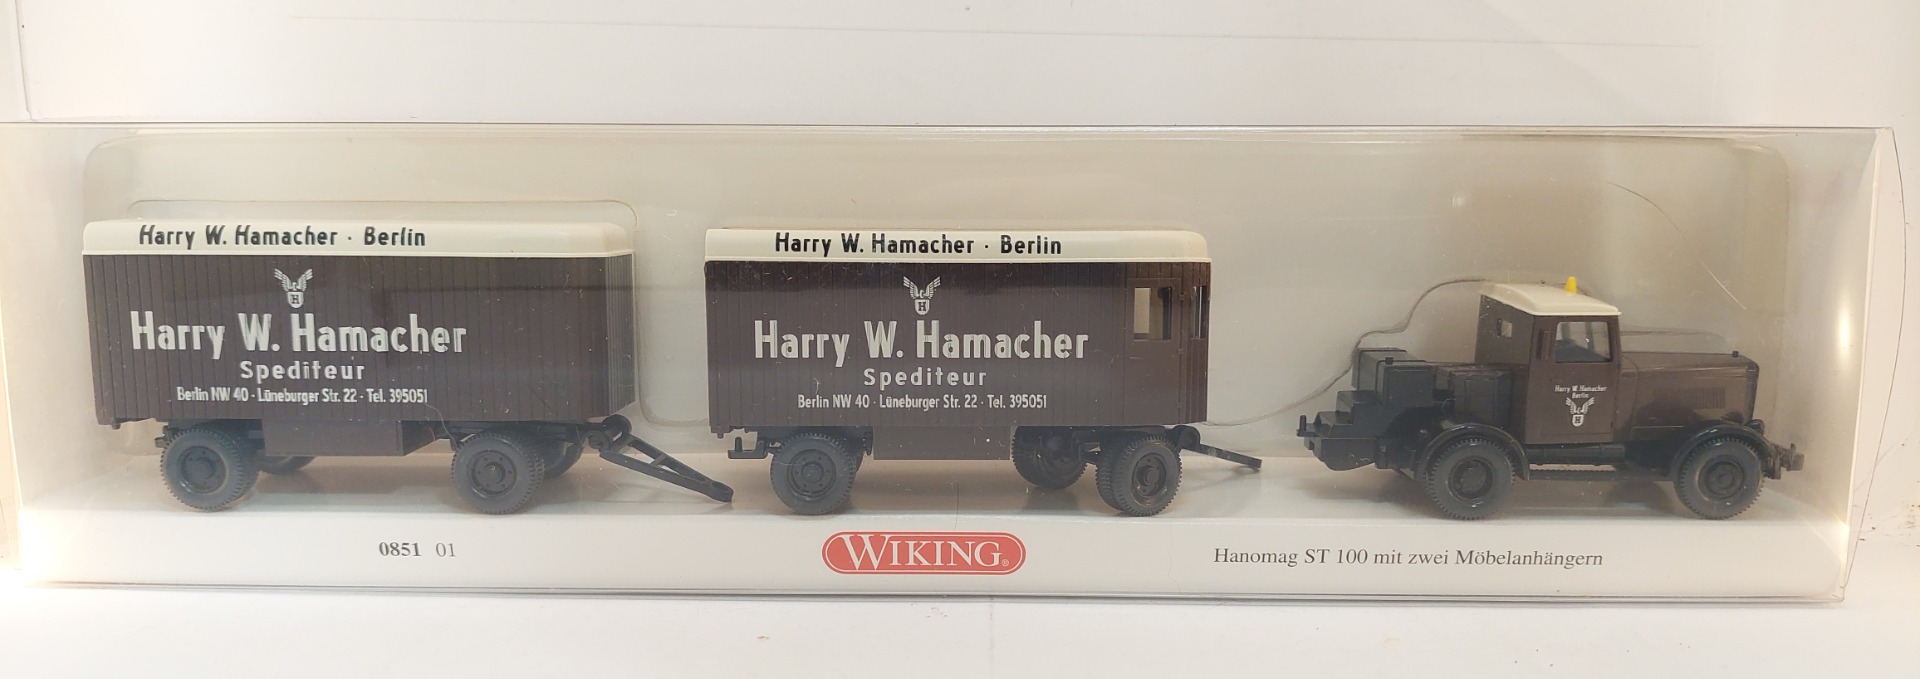 Harry W. Hamacher · Berlin
H
Harry W. Hamacher
Spediteur
Berlin NW 40 · Lüneburger Str. 22 · Tel. 395051
Harry W. Hamacher · Berlin
H
Harry W. Hamacher
Spediteur
Berlin NW 40 · Lüneburger Str. 22 · Tel. 395051
Harry W. Hamacher
Berlin
H
0851 01
WIKING®
Hanomag ST 100 mit zwei Möbelanhängern